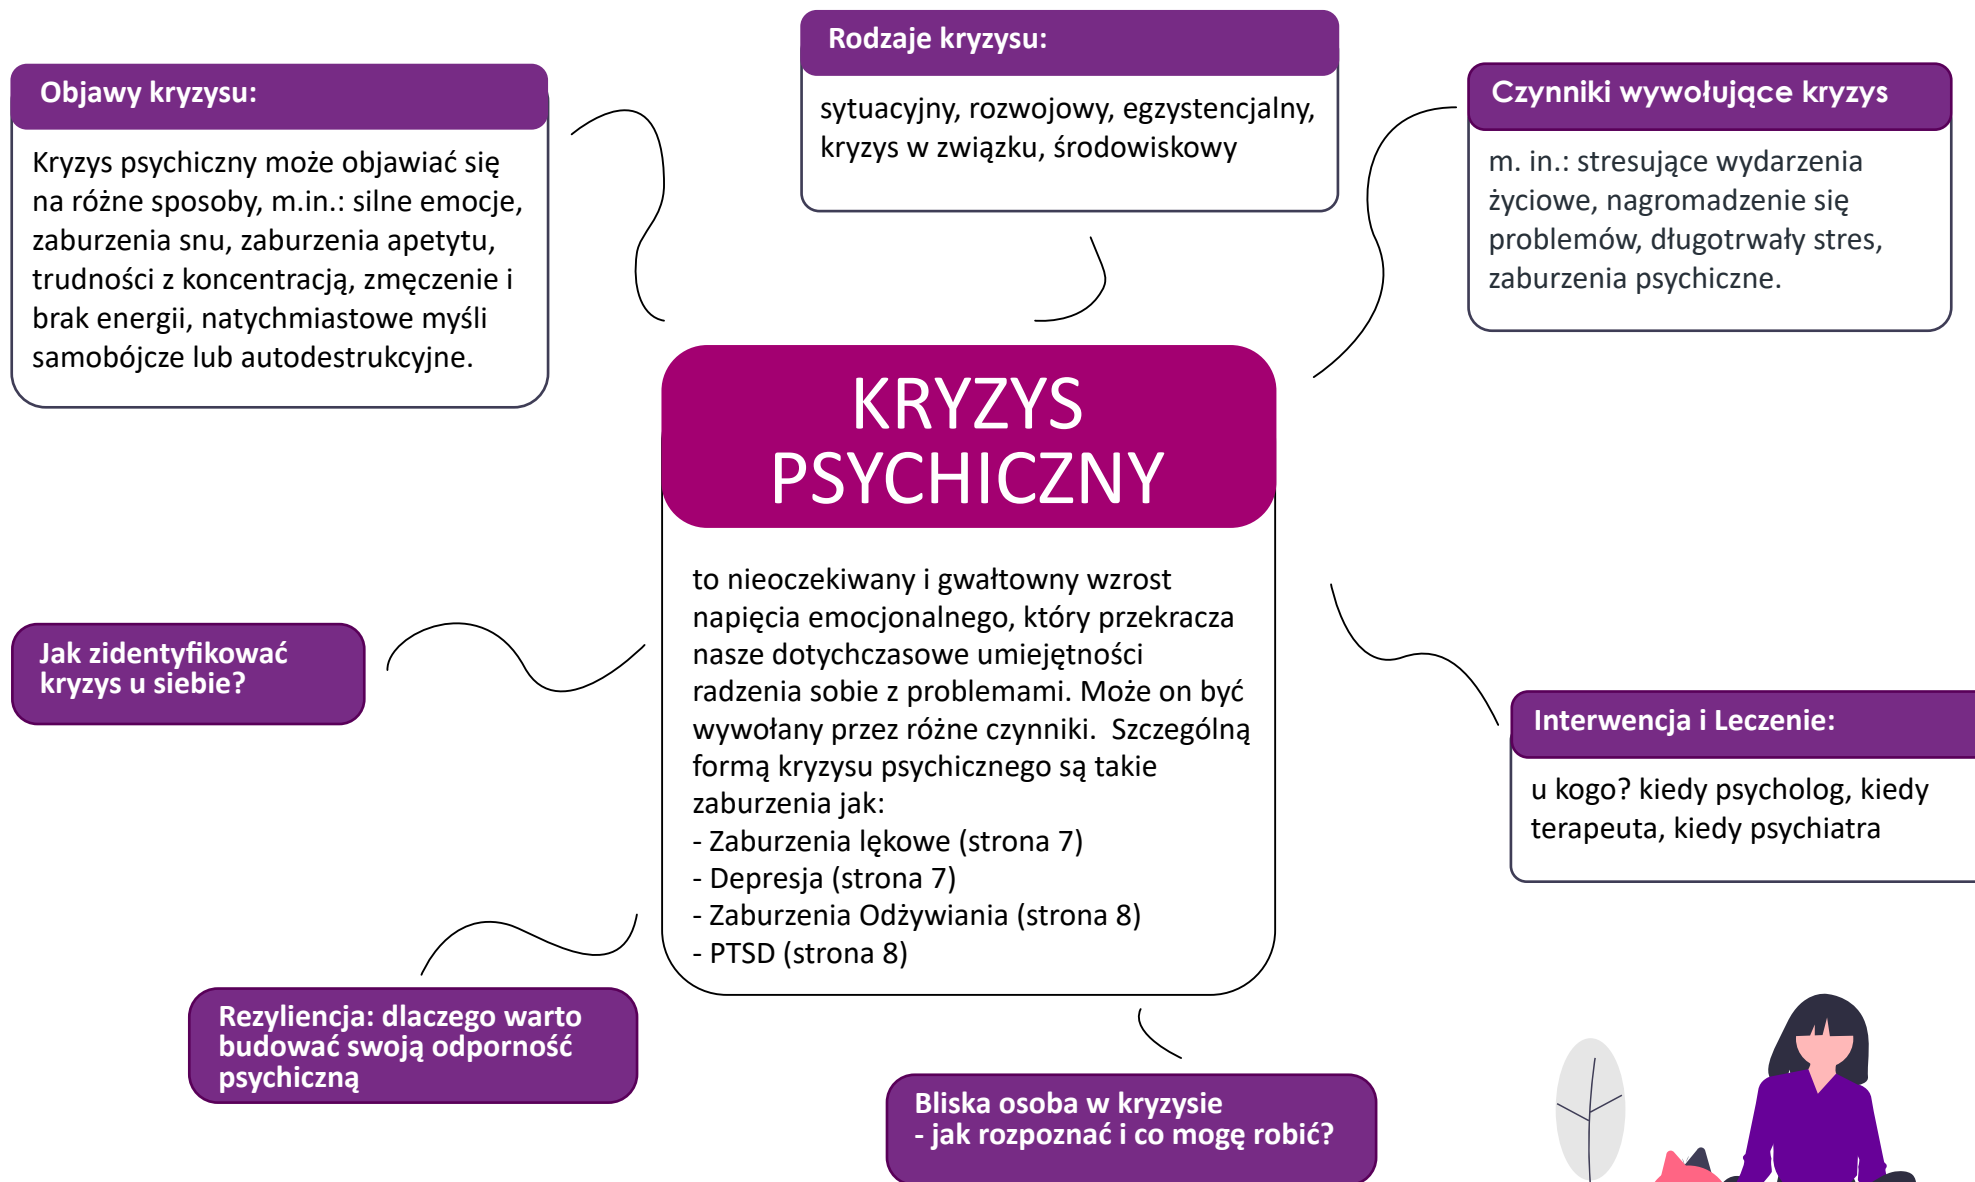 Rodzaje kryzysu:
sytuacyjny, rozwojowy, egzystencjalny,
kryzys w związku, środowiskowy
Objawy kryzysu:
Kryzys psychiczny może objawiać się
na różne sposoby, m.in.: silne emocje,
zaburzenia snu, zaburzenia apetytu,
trudności z koncentracją, zmęczenie i
brak energii, natychmiastowe myśli
samobójcze lub autodestrukcyjne.
Czynniki wywołujące kryzys
m. in.: stresujące wydarzenia
życiowe, nagromadzenie się
problemów, długotrwały stres,
zaburzenia psychiczne.
KRYZYS
PSYCHICZNY
to nieoczekiwany i gwałtowny wzrost
napięcia emocjonalnego, który przekracza
nasze dotychczasowe umiejętności
radzenia sobie z problemami. Może on być
wywołany przez różne czynniki.  Szczególną
formą kryzysu psychicznego są takie
zaburzenia jak:
- Zaburzenia lękowe (strona 7)
- Depresja (strona 7)
- Zaburzenia Odżywiania (strona 8)
- PTSD (strona 8)
Jak zidentyfikować
kryzys u siebie?
Interwencja i Leczenie:
u kogo? kiedy psycholog, kiedy
terapeuta, kiedy psychiatra
Rezyliencja: dlaczego warto
budować swoją odporność
psychiczną
Bliska osoba w kryzysie
- jak rozpoznać i co mogę robić?